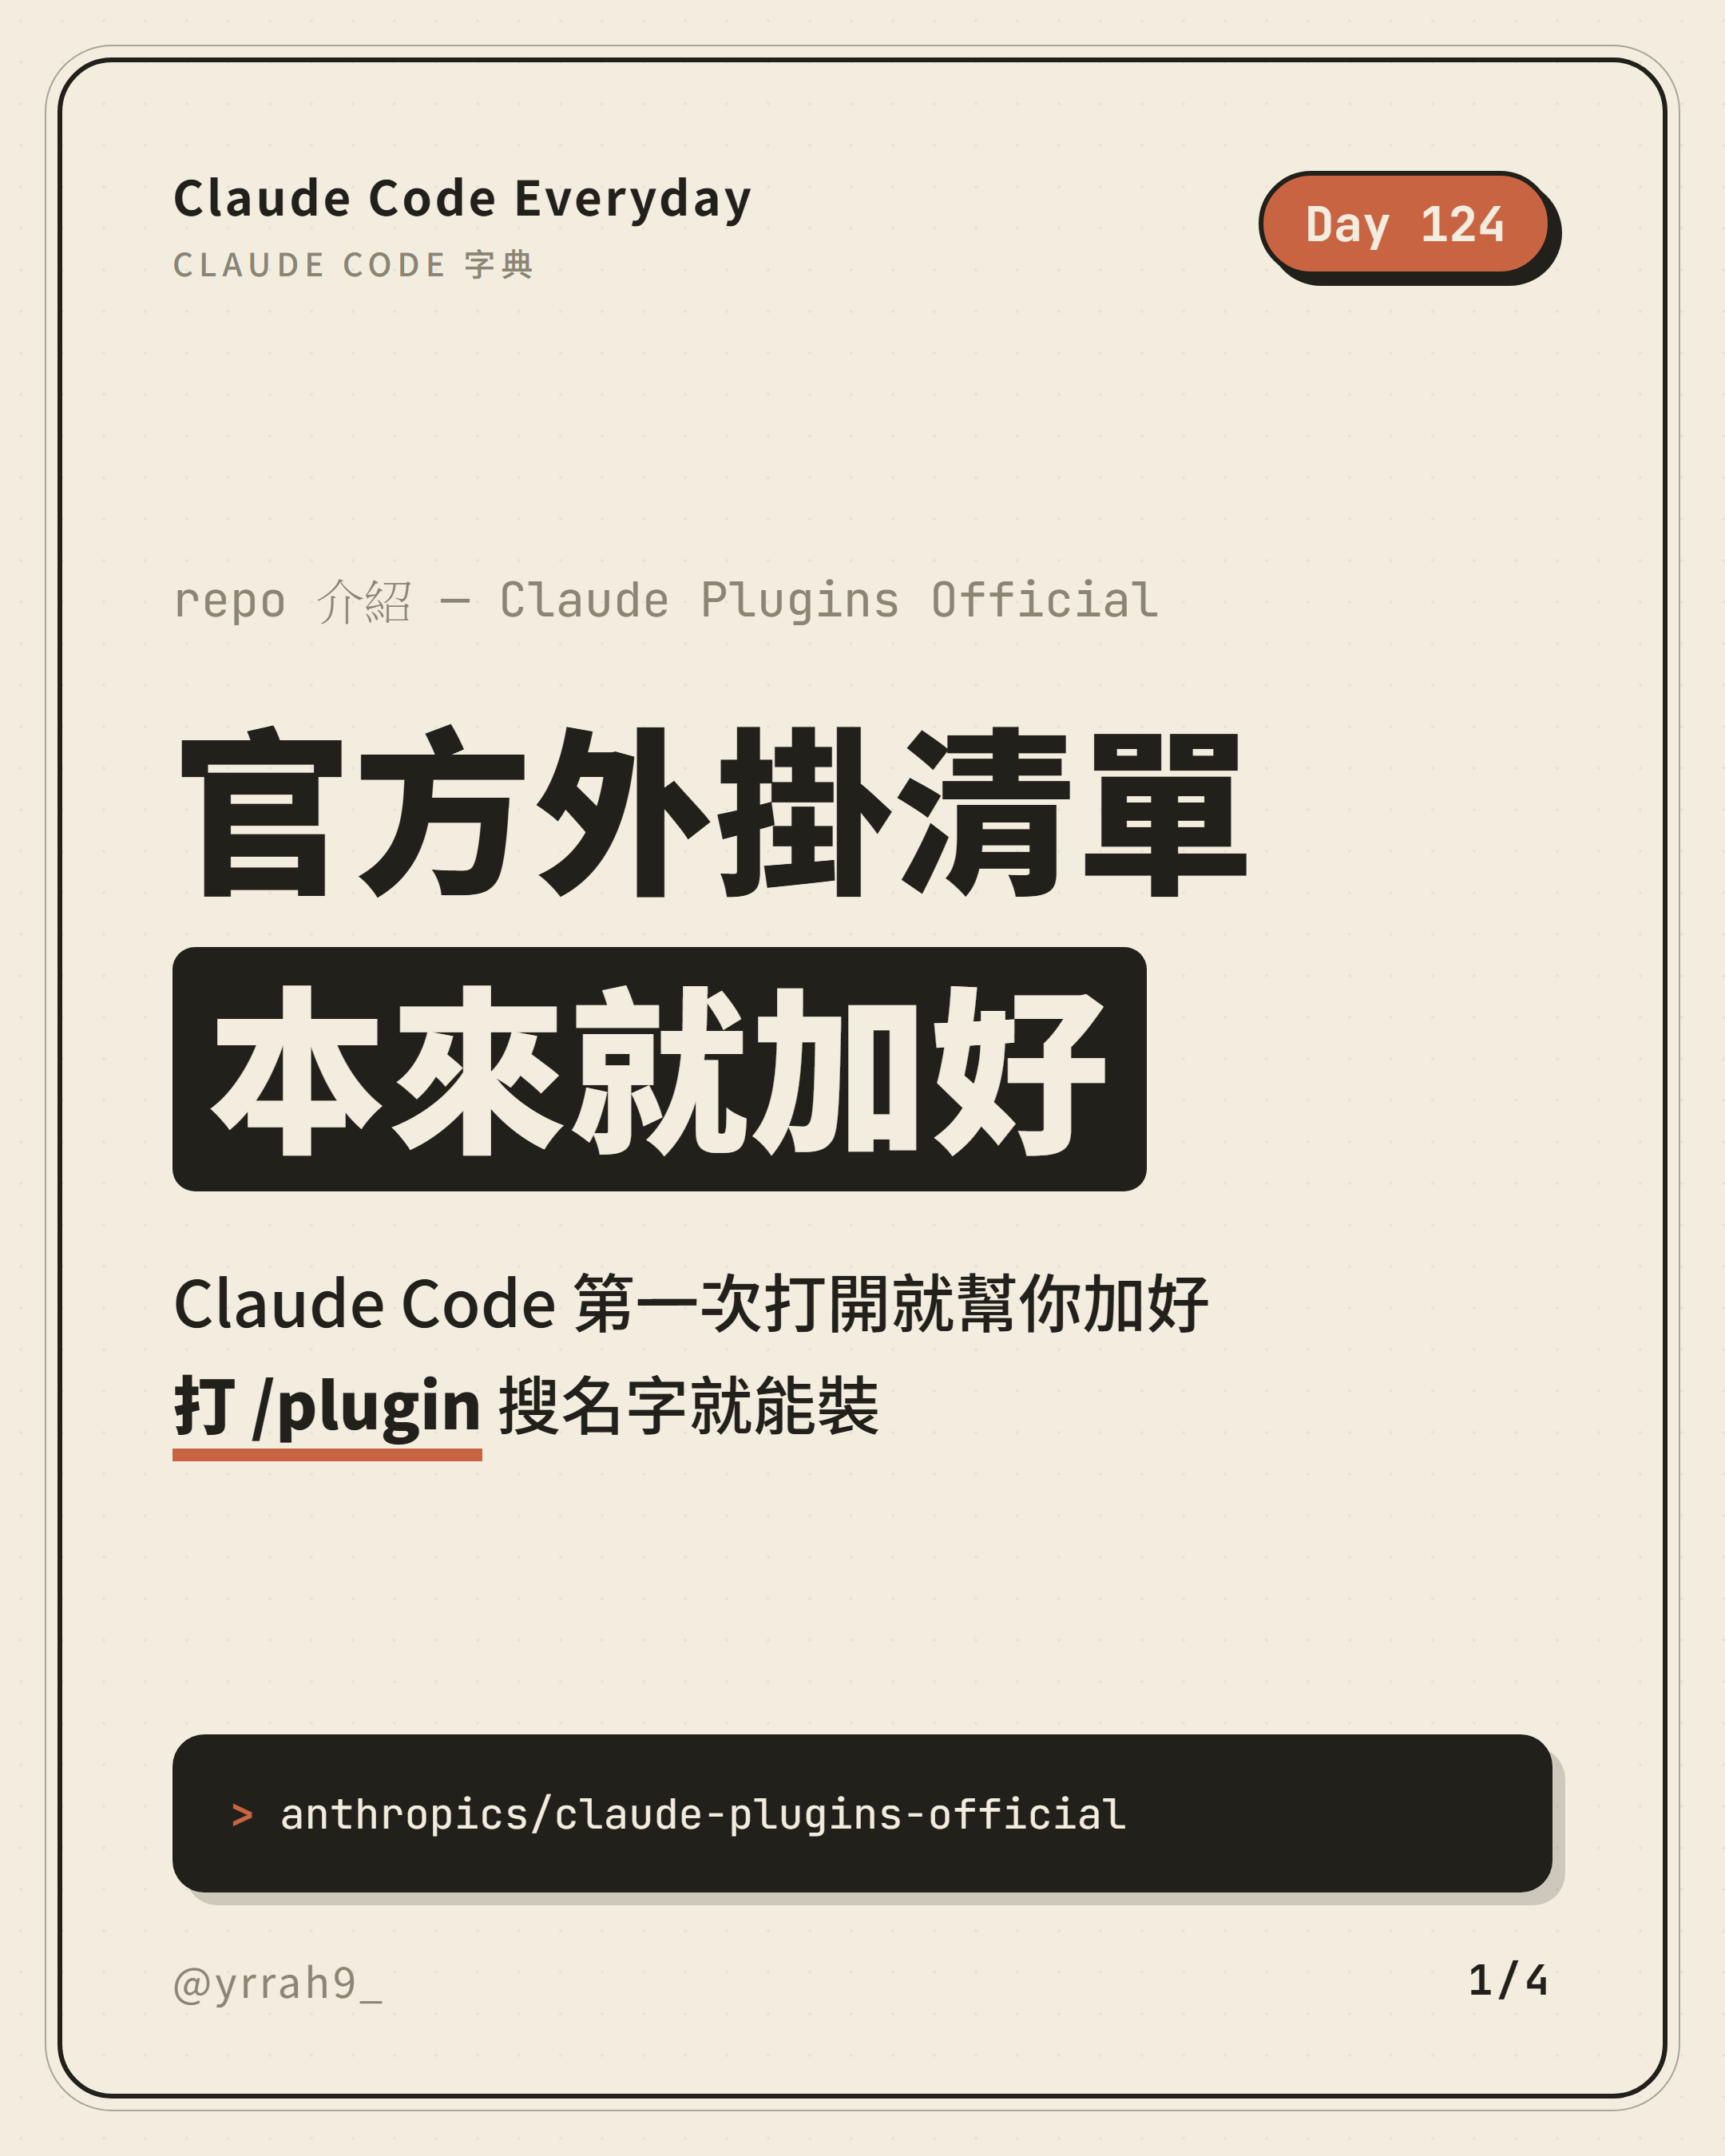 Claude Code Everyday
CLAUDE CODE 字典
Day 124
repo 介紹 — Claude Plugins Official
官方外掛清單
本來就加好
Claude Code 第一次打開就幫你加好
打 /plugin 搜名字就能裝
> anthropics/claude-plugins-official
@yrrah9_
1/4